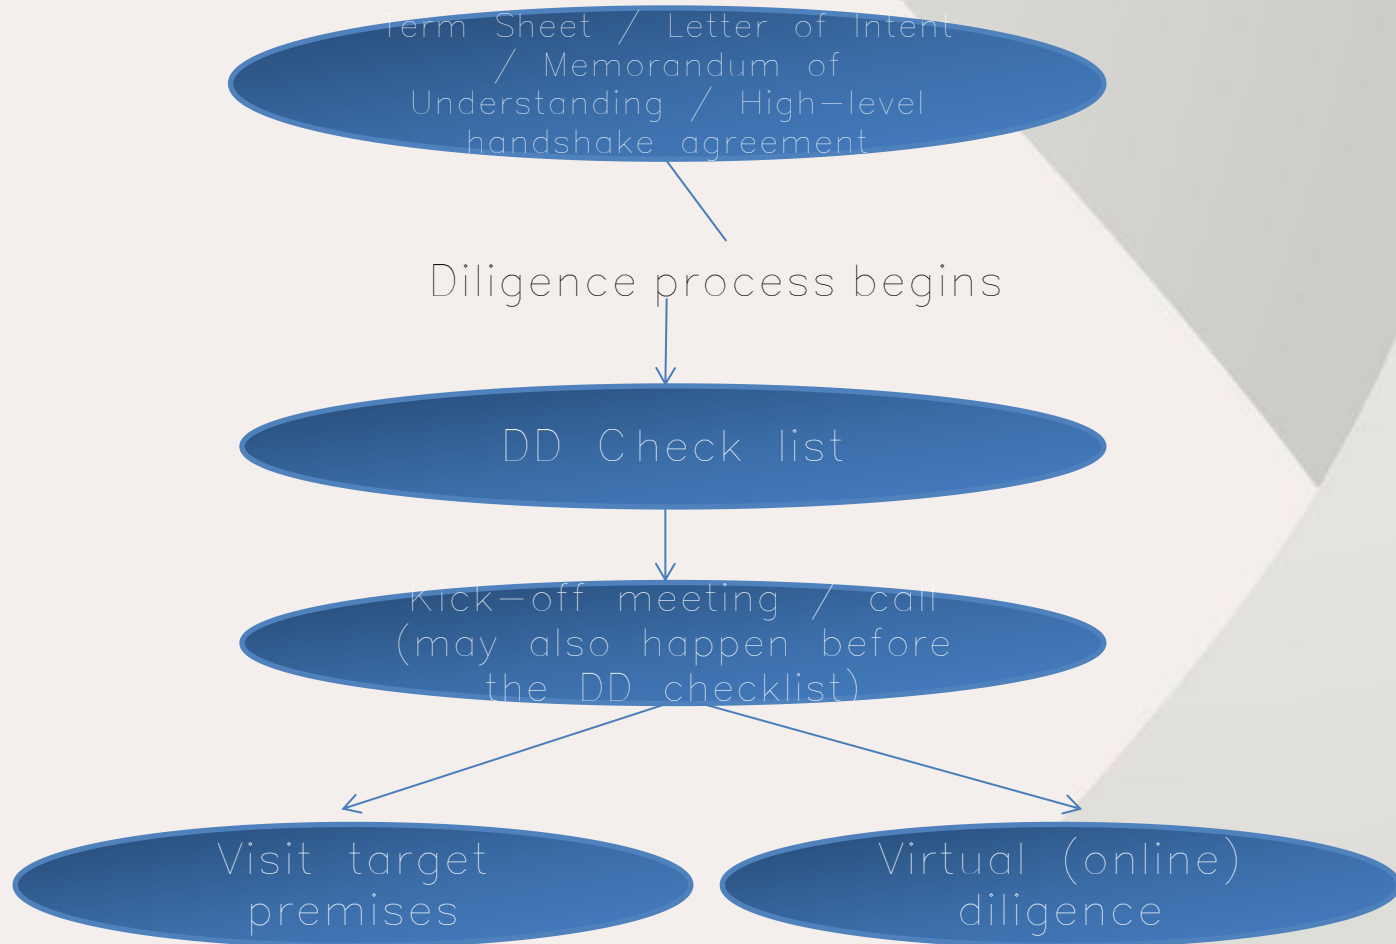 Term Sheet / Letter of Intent
/ Memorandum of
Understanding / High-level
handshake agreement
Diligence process begins
DD Check list
Kick-off meeting / call
(may also happen before
the DD checklist)
Visit target
premises
Virtual (online)
diligence